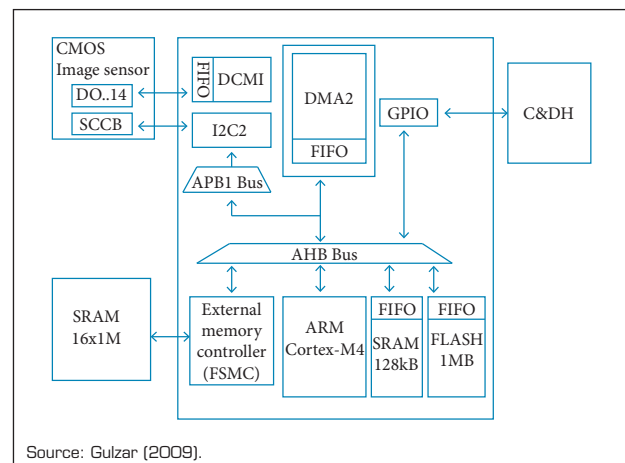 CMOS
Image sensor
DO..14
SCCB
FIFO
DCMI
I2C2
APB1 Bus
DMA2
FIFO
GPIO
C&DH
AHB Bus
SRAM
16x1M
External
memory
controller
(FSMC)
ARM
Cortex-M4
FIFO
SRAM
128kB
FIFO
FLASH
1MB
Source: Gulzar (2009).